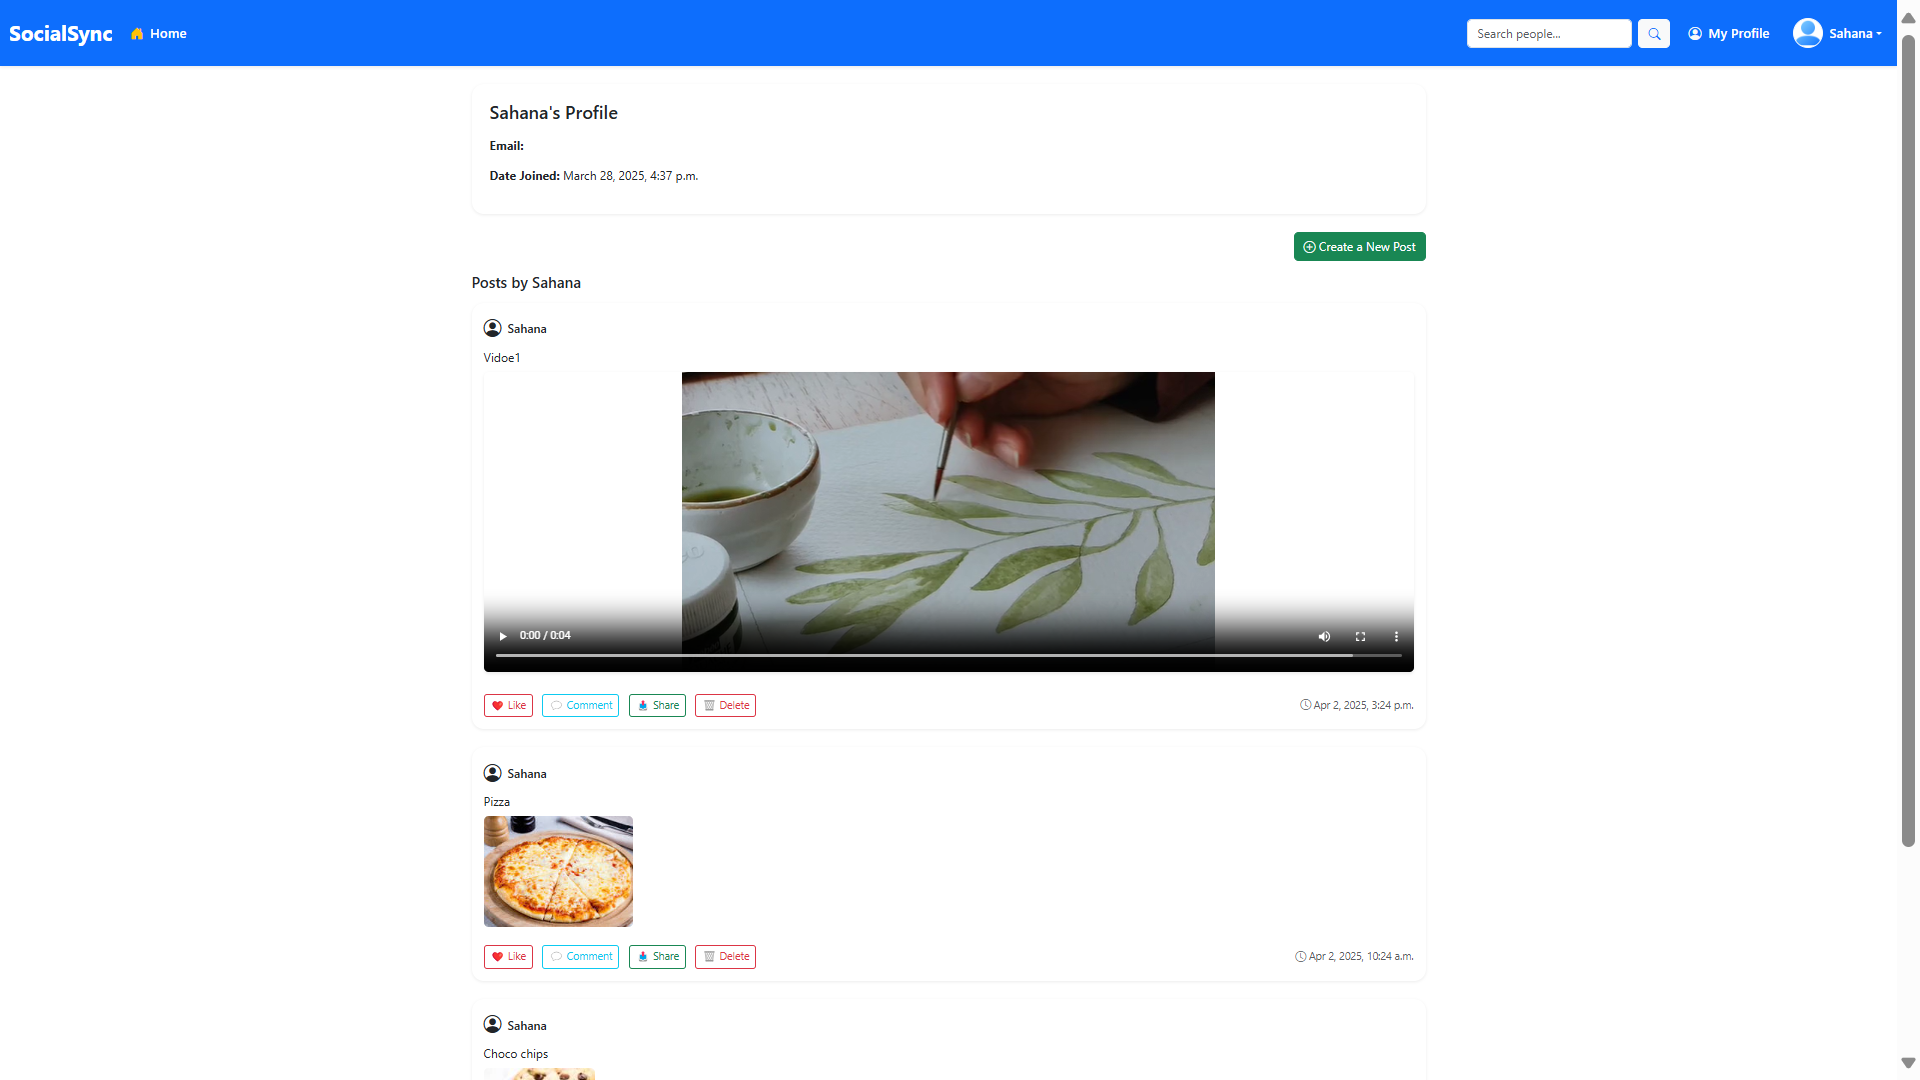 SocialSync Home Search people... My Profile Sahana
Sahana's Profile
Email:
Date Joined: March 28, 2025, 4:37 p.m.
Create a New Post
Posts by Sahana
Sahana
Vidoe1
0:00 / 0:04
Like Comment Share Delete Apr 2, 2025, 3:24 p.m.
Sahana
Pizza
Like Comment Share Delete Apr 2, 2025, 10:24 a.m.
Sahana
Choco chips